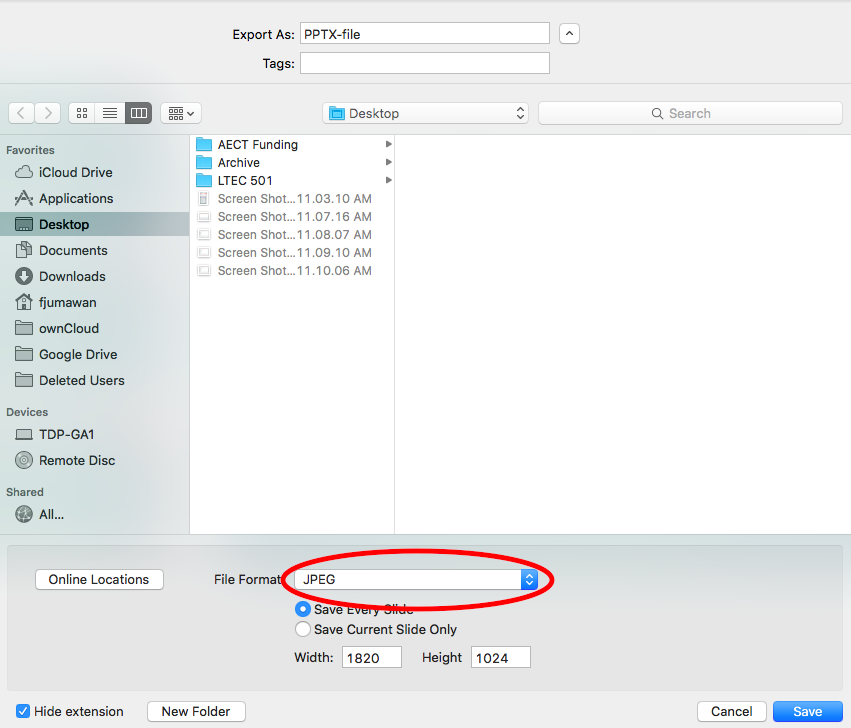 Export As: PPTX-file
Tags:
Desktop
Search
Favorites
iCloud Drive
Applications
Desktop
Documents
Downloads
fjumawan
ownCloud
Google Drive
Deleted Users
Devices
TDP-GA1
Remote Disc
Shared
All...
AECT Funding
Archive
LTEC 501
Screen Shot...11.03.10 AM
Screen Shot...11.07.16 AM
Screen Shot...11.08.07 AM
Screen Shot...11.09.10 AM
Screen Shot...11.10.06 AM
Online Locations
File Format JPEG
Save Every Slide
Save Current Slide Only
Width: 1820 Height 1024
Hide extension
New Folder
Cancel
Save